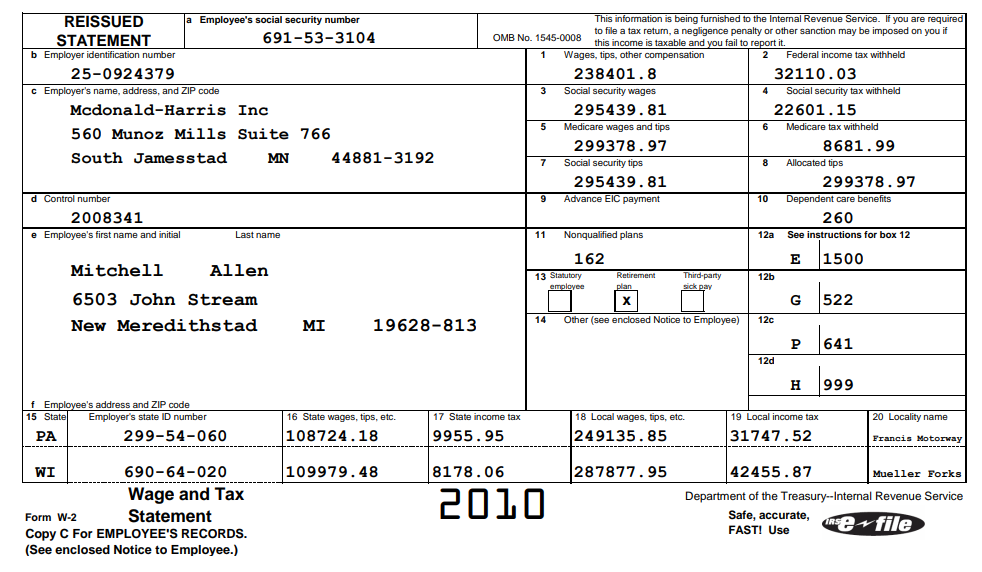 REISSUED
STATEMENT
a Employee's social security number
691-53-3104
OMB No. 1545-0008
This information is being furnished to the Internal Revenue Service. If you are required
to file a tax return, a negligence penalty or other sanction may be imposed on you if
this income is taxable and you fail to report it.
b Employer identification number
25-0924379
1 Wages, tips, other compensation
238401.8
2 Federal income tax withheld
32110.03
c Employer's name, address, and ZIP code
Mcdonald-Harris Inc
560 Munoz Mills Suite 766
South Jamesstad MN 44881-3192
3 Social security wages
295439.81
4 Social security tax withheld
22601.15
5 Medicare wages and tips
299378.97
6 Medicare tax withheld
8681.99
7 Social security tips
295439.81
8 Allocated tips
299378.97
d Control number
2008341
9 Advance EIC payment
10 Dependent care benefits
260
e Employee's first name and initial Last name
Mitchell Allen
6503 John Stream
New Meredithstad MI 19628-813
11 Nonqualified plans
162
12a See instructions for box 12
E 1500
13 Statutory employee
Retirement plan
x
Third-party sick pay
12b
G 522
14 Other (see enclosed Notice to Employee)
12c
P 641
12d
H 999
f Employee's address and ZIP code
15 State Employer's state ID number 16 State wages, tips, etc. 17 State income tax 18 Local wages, tips, etc. 19 Local income tax 20 Locality name
PA 299-54-060 108724.18 9955.95 249135.85 31747.52 Francis Motorway
WI 690-64-020 109979.48 8178.06 287877.95 42455.87 Mueller Forks
Wage and Tax
Form W-2 Statement
2010
Department of the Treasury--Internal Revenue Service
Copy C For EMPLOYEE'S RECORDS.
(See enclosed Notice to Employee.)
Safe, accurate,
FAST! Use
IRS e-file